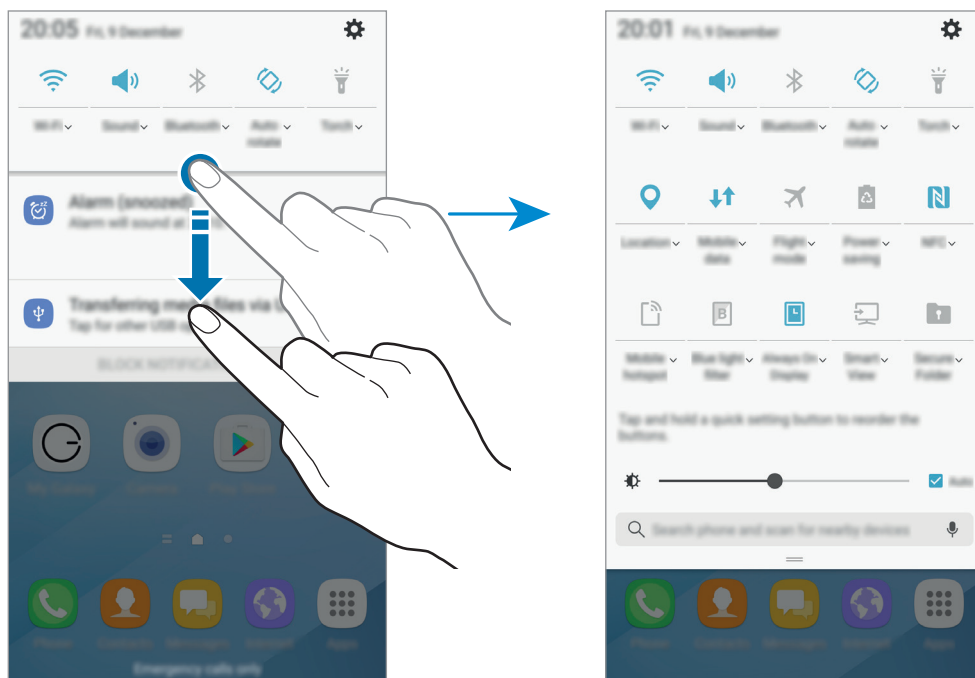 20:05 Fri, 9 December
Wi-Fi
Sound
Bluetooth
Auto
rotate
Torch
Alarm (snoozed)
Alarm will sound at
Transferring media files via U
Tap for other USB op
BLOCK NOTIFICAT
My Galaxy
Camera
Play Store
Phone
Contacts
Messages
Internet
Apps
Emergency calls only
20:01 Fri, 9 December
Wi-Fi
Sound
Bluetooth
Auto
rotate
Torch
Location
Mobile
data
Flight
mode
Power
saving
NFC
B
Mobile
hotspot
Blue light
filter
Always On
Display
Smart
View
Secure
Folder
Tap and hold a quick setting button to reorder the
buttons.
Auto
Search phone and scan for nearby devices
Phone
Contacts
Messages
Internet
Apps